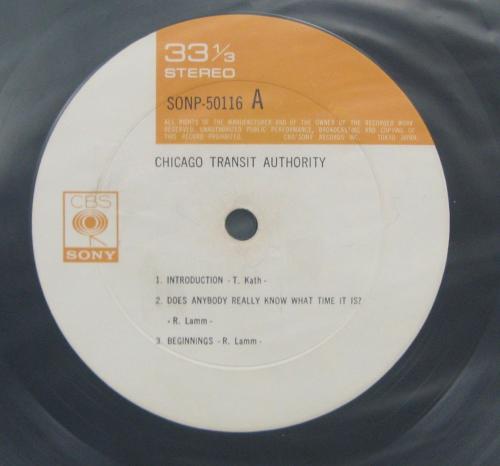 33 1/3
STEREO
SONP-50116 A
ALL RIGHTS OF THE MANUFACTURER AND OF THE OWNER OF THE RECORDED WORK
RESERVED. UNAUTHORIZED PUBLIC PERFORMANCE, BROADCASTING AND COPYING OF
THIS RECORD PROHIBITED. CBS/SONY RECORDS INC. TOKYO JAPAN.
CHICAGO TRANSIT AUTHORITY
CBS
SONY
1. INTRODUCTION - T. Kath -
2. DOES ANYBODY REALLY KNOW WHAT TIME IT IS?
- R. Lamm -
3. BEGINNINGS - R. Lamm -